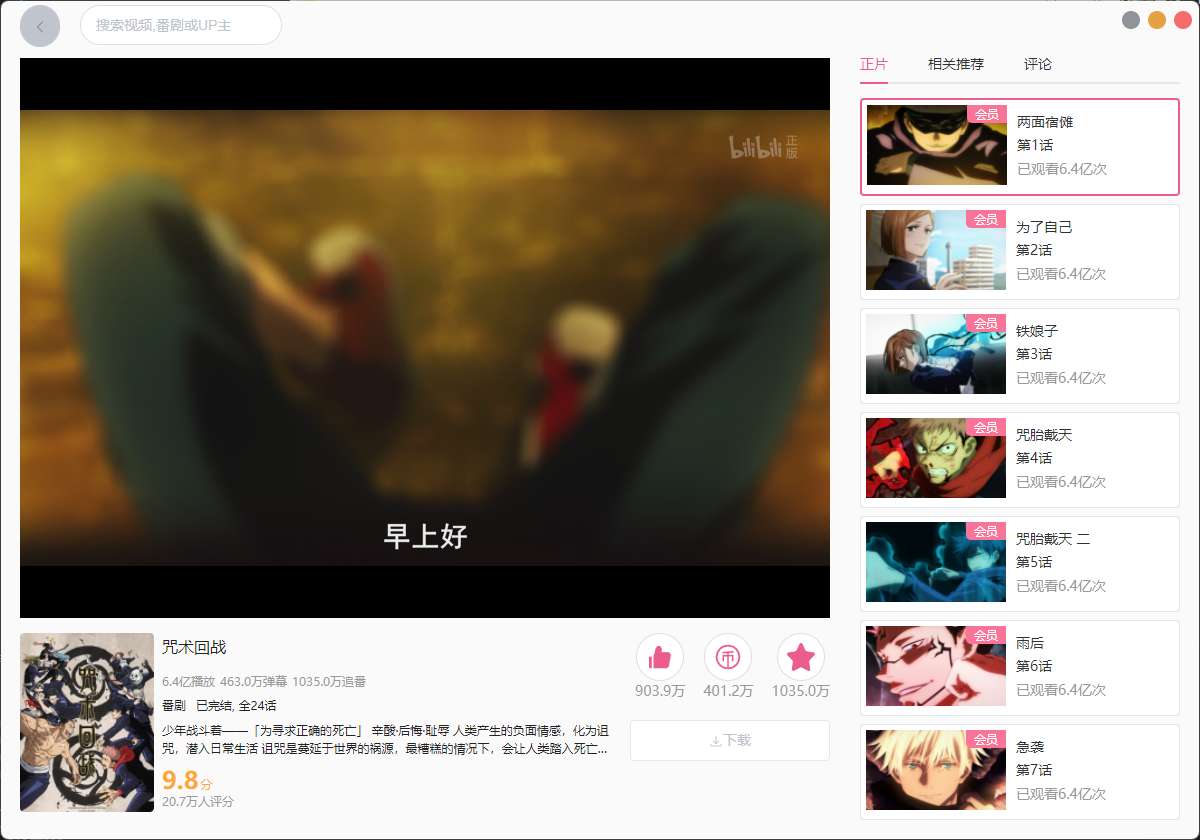 搜索视频,番剧或UP主
bilibili 正版
早上好
咒术回战
咒术回战
6.4亿播放 463.0万弹幕 1035.0万追番
番剧 已完结, 全24话
少年战斗着——「为寻求正确的死亡」 辛酸·后悔·耻辱 人类产生的负面情感，化为诅
咒，潜入日常生活 诅咒是蔓延于世界的祸源，最糟糕的情况下，会让人类踏入死亡...
9.8分
20.7万人评分
币
903.9万 401.2万 1035.0万
下载
正片 相关推荐 评论
会员
两面宿傩
第1话
已观看6.4亿次
会员
为了自己
第2话
已观看6.4亿次
会员
铁娘子
第3话
已观看6.4亿次
会员
咒胎戴天
第4话
已观看6.4亿次
会员
咒胎戴天 二
第5话
已观看6.4亿次
会员
雨后
第6话
已观看6.4亿次
会员
急袭
第7话
已观看6.4亿次